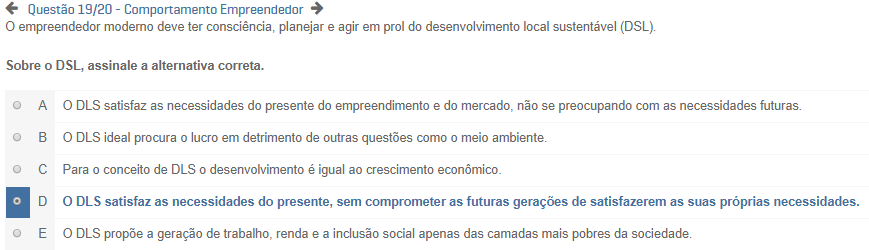 Questão 19/20 - Comportamento Empreendedor
O empreendedor moderno deve ter consciência, planejar e agir em prol do desenvolvimento local sustentável (DSL).
Sobre o DSL, assinale a alternativa correta.
A O DLS satisfaz as necessidades do presente do empreendimento e do mercado, não se preocupando com as necessidades futuras.
B O DLS ideal procura o lucro em detrimento de outras questões como o meio ambiente.
C Para o conceito de DLS o desenvolvimento é igual ao crescimento econômico.
D O DLS satisfaz as necessidades do presente, sem comprometer as futuras gerações de satisfazerem as suas próprias necessidades.
E O DLS propõe a geração de trabalho, renda e a inclusão social apenas das camadas mais pobres da sociedade.